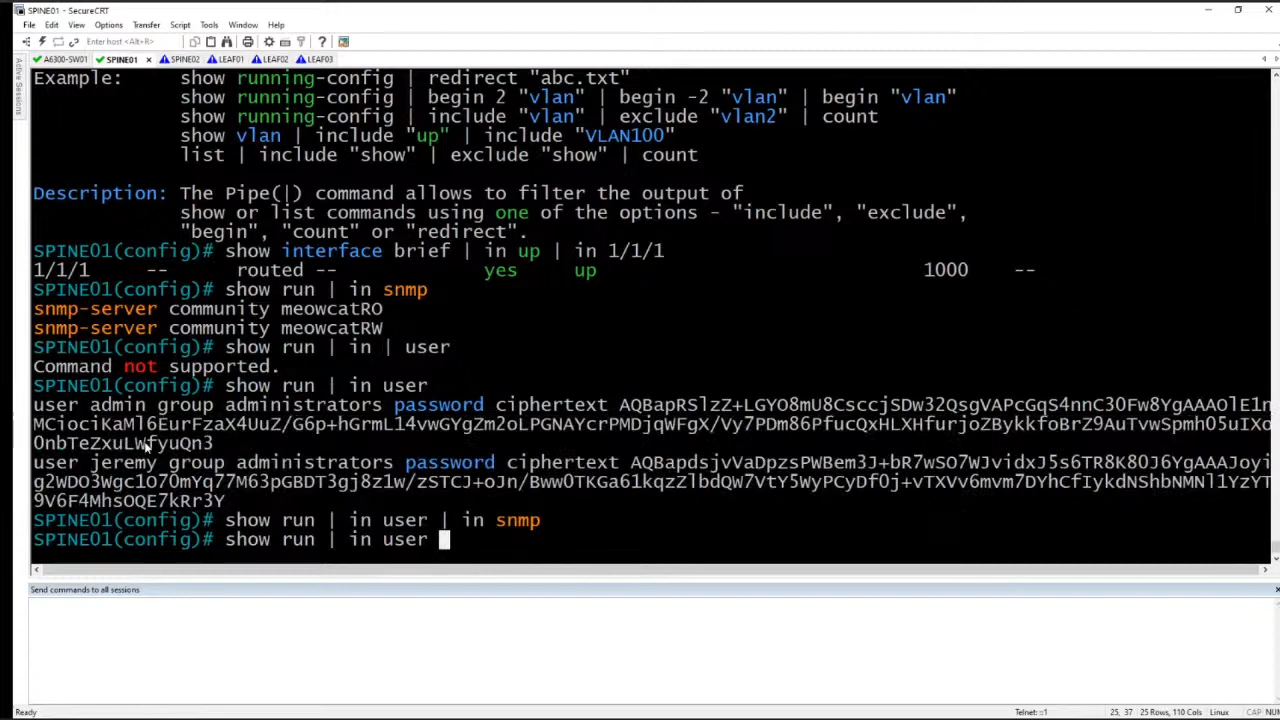 SPINE01 - SecureCRT
File Edit View Options Transfer Script Tools Window Help
Enter host <Alt+R>
A6300-SW01 SPINE01 SPINE02 LEAF01 LEAF02 LEAF03
Active Sessions
Example: show running-config | redirect "abc.txt"
show running-config | begin 2 "vlan" | begin -2 "vlan" | begin "vlan"
show running-config | include "vlan" | exclude "vlan2" | count
show vlan | include "up" | include "VLAN100"
list | include "show" | exclude "show" | count
Description: The Pipe(|) command allows to filter the output of
show or list commands using one of the options - "include", "exclude",
"begin", "count" or "redirect".
SPINE01(config)# show interface brief | in up | in 1/1/1
1/1/1 -- routed -- yes up 1000 --
SPINE01(config)# show run | in snmp
snmp-server community meowcatRO
snmp-server community meowcatRW
SPINE01(config)# show run | in | user
Command not supported.
SPINE01(config)# show run | in user
user admin group administrators password ciphertext AQBapRSlzZ+LGYO8mU8CsccjSDw32QsgVAPcGqS4nnC3OFw8YgAAAOlE1n
MCiociKaMl6EurFzaX4UuZ/G6p+hGrmL14vwGYgZm2oLPGNAYcrPMDjqWFgX/Vy7PDm86PfucQxHLXHfurjoZBykkfoBrZ9AuTvwSpmh05uIXo
OnbTeZxuLWfyuQn3
user jeremy group administrators password ciphertext AQBapdsjvVaDpzsPWBem3J+bR7wSO7WJvidxJ5s6TR8K8OJ6YgAAAJoyi
g2WDO3Wgc1O7OmYq77M63pGBDT3gj8z1w/zSTCJ+oJn/Bww0TKGa61kqzZlbdQW7VtY5WyPCyDf0j+vTXVv6mvm7DYhCfIykdNShbNMNl1YzYT
9V6F4MhsOQE7kRr3Y
SPINE01(config)# show run | in user | in snmp
SPINE01(config)# show run | in user
Send commands to all sessions
Ready Telnet: ::1 25, 37 25 Rows, 110 Cols Linux CAP NUM